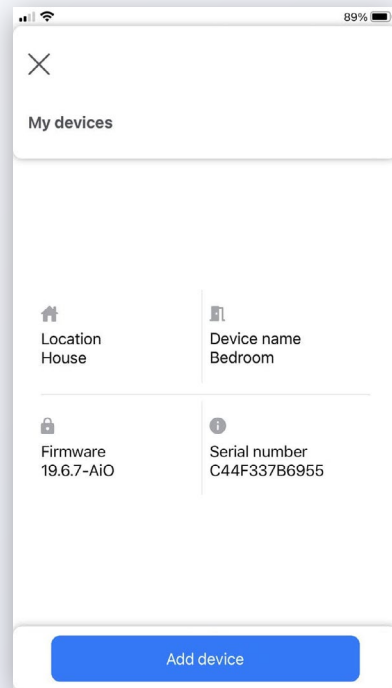 89%
My devices
Location
House
Device name
Bedroom
Firmware
19.6.7-AiO
Serial number
C44F337B6955
Add device